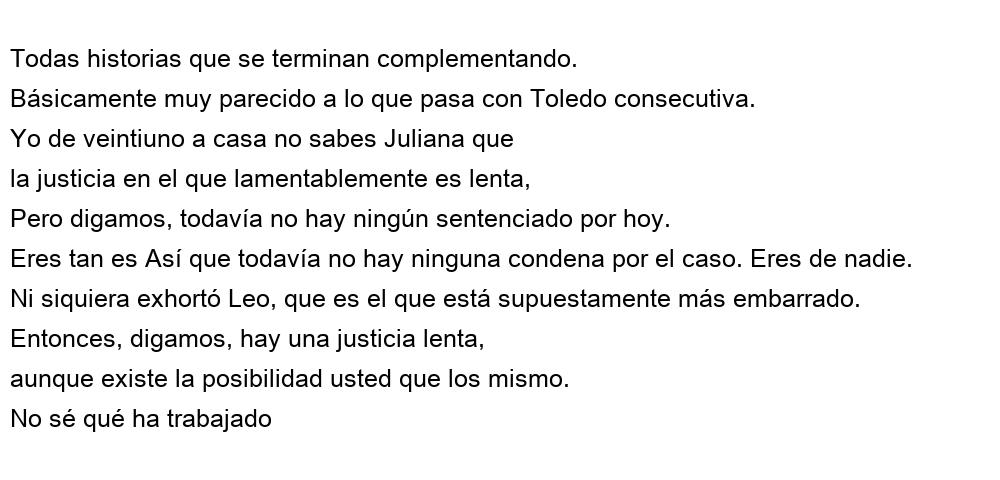 Todas historias que se terminan complementando.
Básicamente muy parecido a lo que pasa con Toledo consecutiva.
Yo de veintiuno a casa no sabes Juliana que
la justicia en el que lamentablemente es lenta,
Pero digamos, todavía no hay ningún sentenciado por hoy.
Eres tan es Así que todavía no hay ninguna condena por el caso. Eres de nadie.
Ni siquiera exhortó Leo, que es el que está supuestamente más embarrado.
Entonces, digamos, hay una justicia lenta,
aunque existe la posibilidad usted que los mismo.
No sé qué ha trabajado